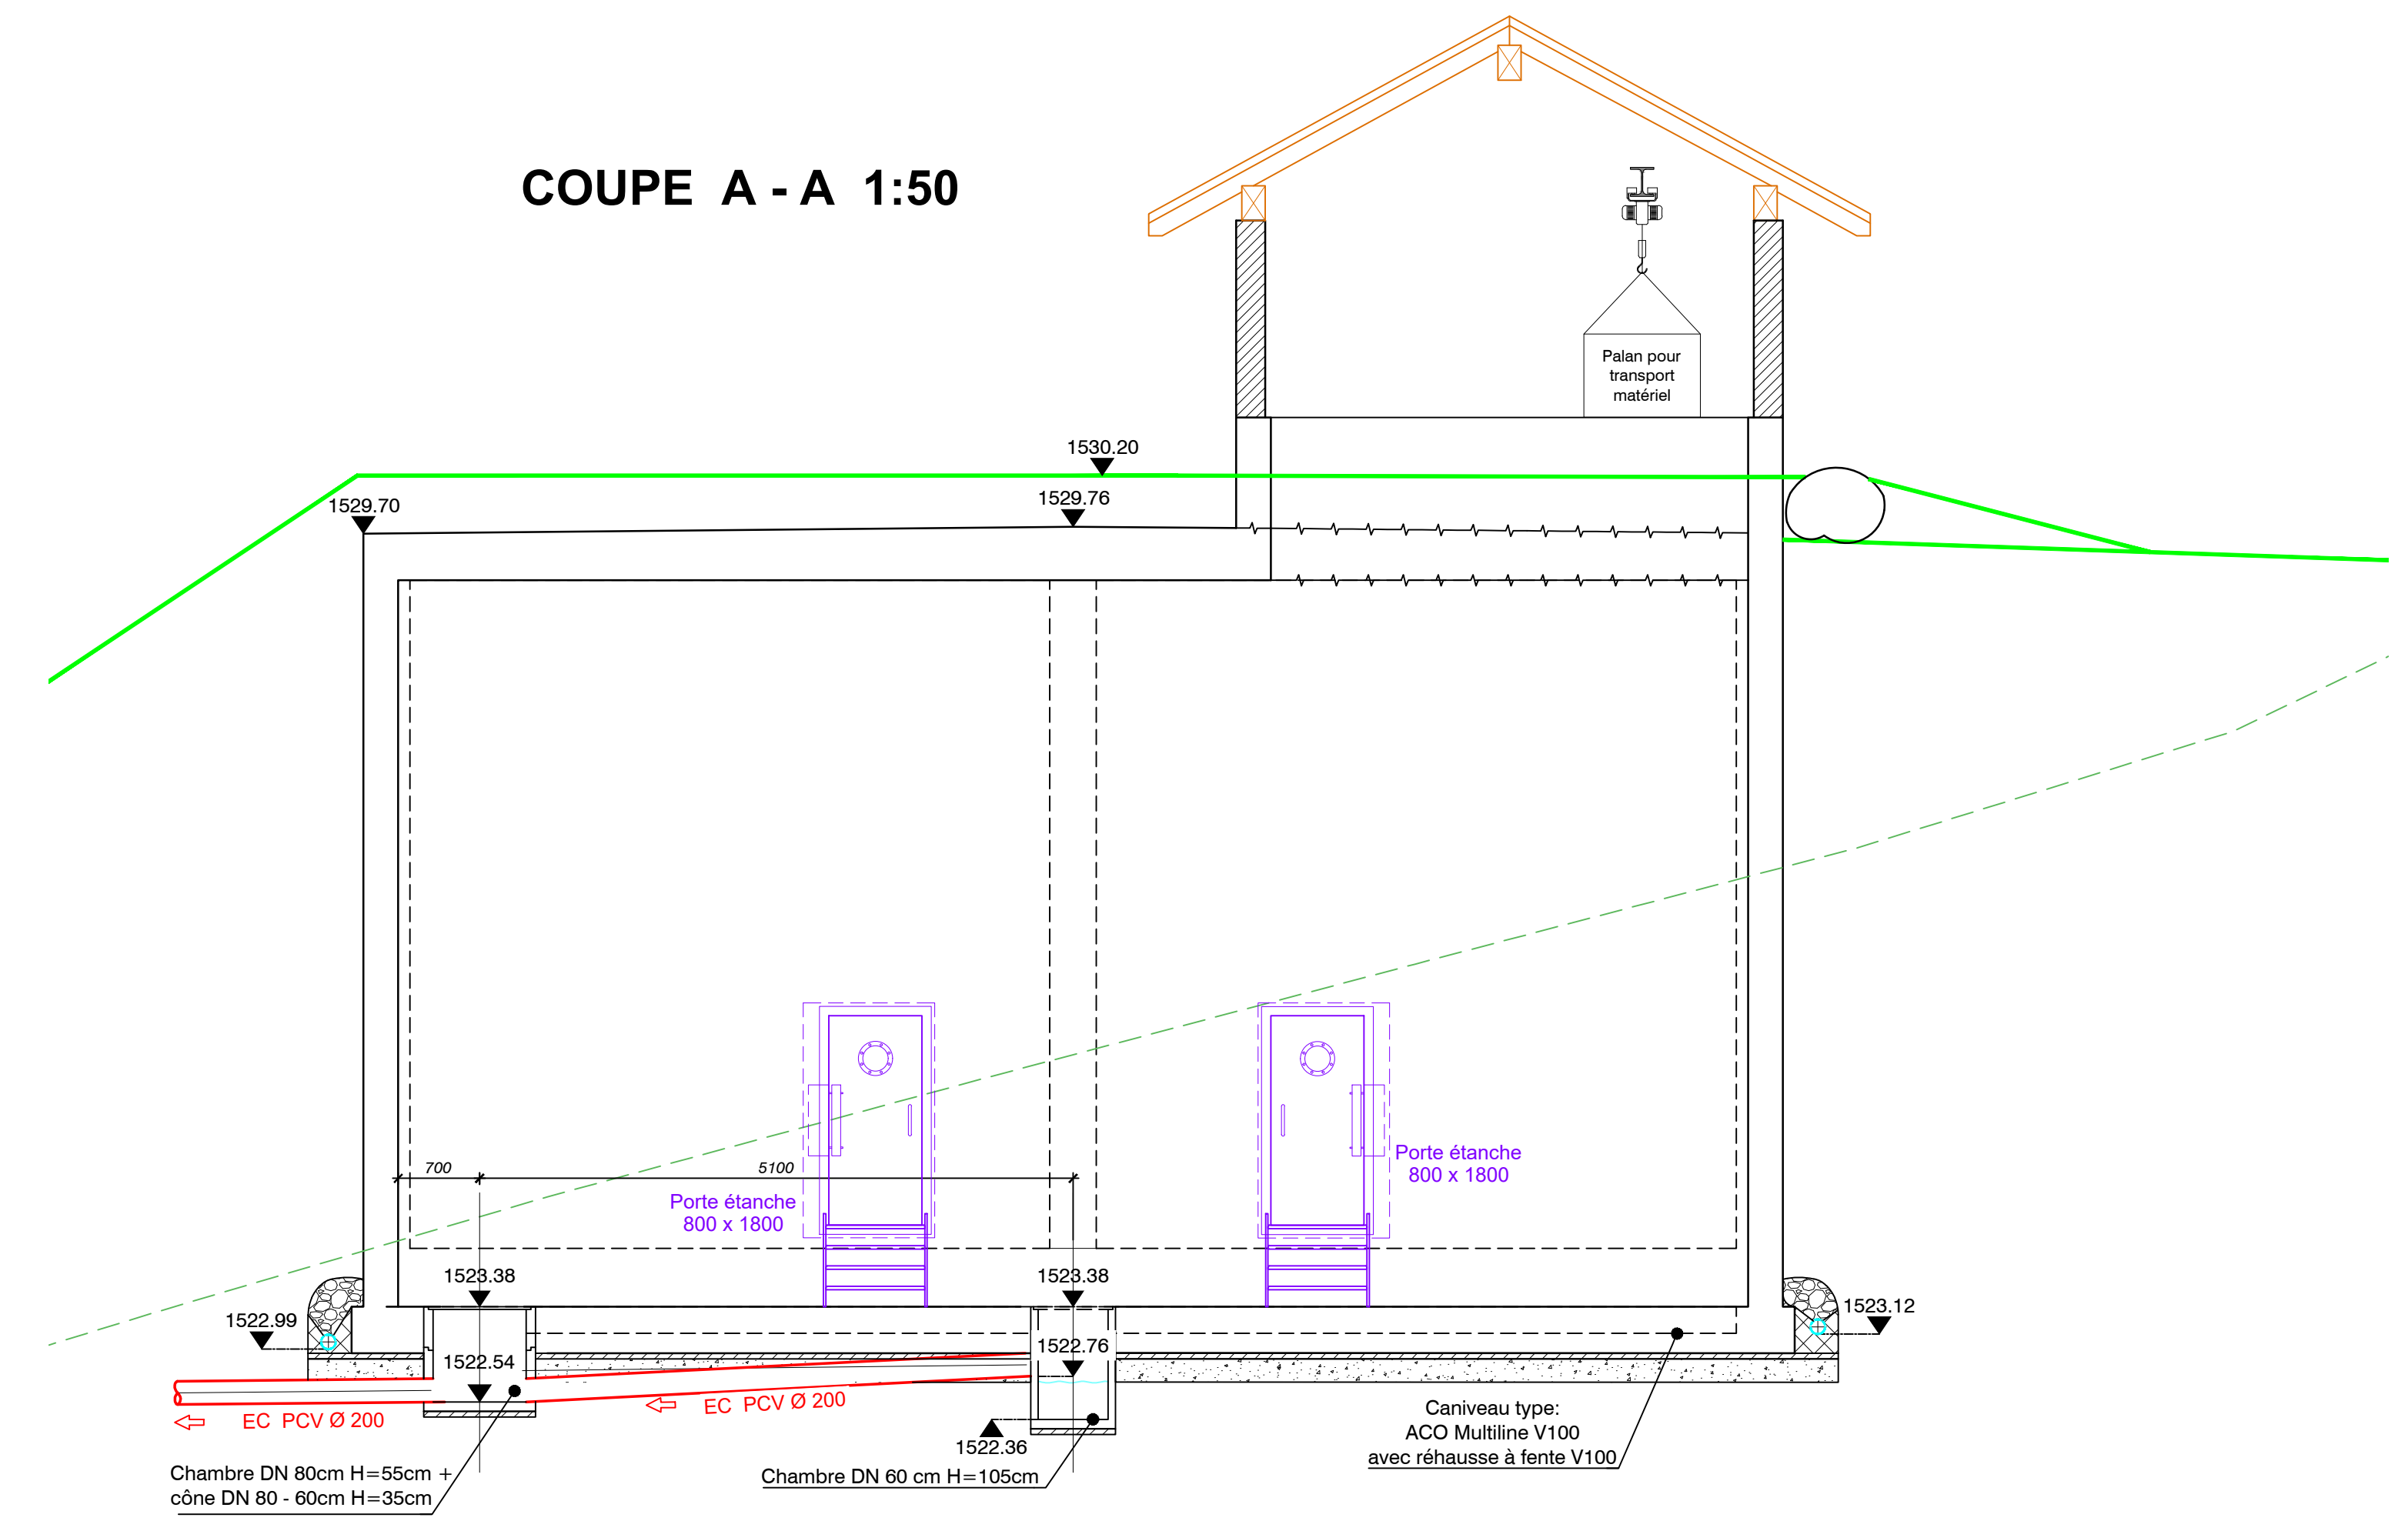 COUPE A - A 1:50
Palan pour
transport
matériel
1530.20
1529.70
1529.76
700
5100
Porte étanche
800 x 1800
Porte étanche
800 x 1800
1523.38
1523.38
1522.99
1523.12
1522.54
1522.76
EC PCV Ø 200
EC PCV Ø 200
1522.36
Caniveau type:
ACO Multiline V100
avec réhausse à fente V100
Chambre DN 80cm H=55cm +
cône DN 80 - 60cm H=35cm
Chambre DN 60 cm H=105cm